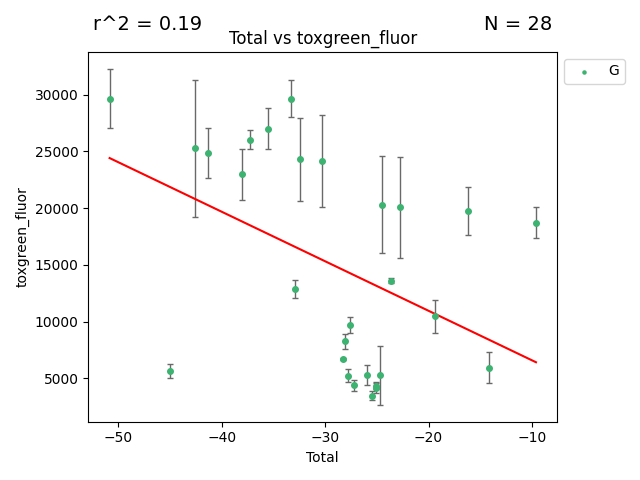 r^2 = 0.19
N = 28
Total vs toxgreen_fluor
G
30000
25000
20000
15000
10000
5000
toxgreen_fluor
−50
−40
−30
−20
−10
Total